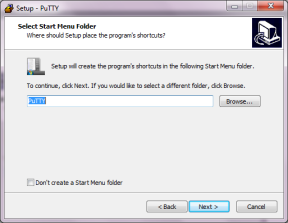 Setup - PuTTY
Select Start Menu Folder
Where should Setup place the program's shortcuts?
Setup will create the program's shortcuts in the following Start Menu folder.
To continue, click Next. If you would like to select a different folder, click Browse.
PuTTY
Browse...
Don't create a Start Menu folder
< Back
Next >
Cancel